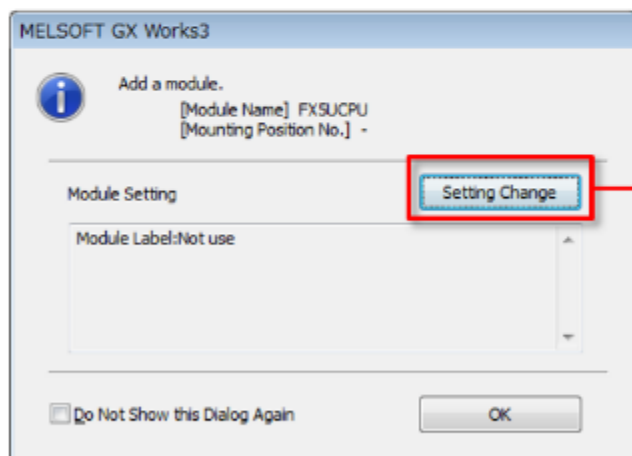 MELSOFT GX Works3
Add a module.
[Module Name] FX5UCPU
[Mounting Position No.] -
Module Setting
Setting Change
Module Label:Not use
Do Not Show this Dialog Again
OK